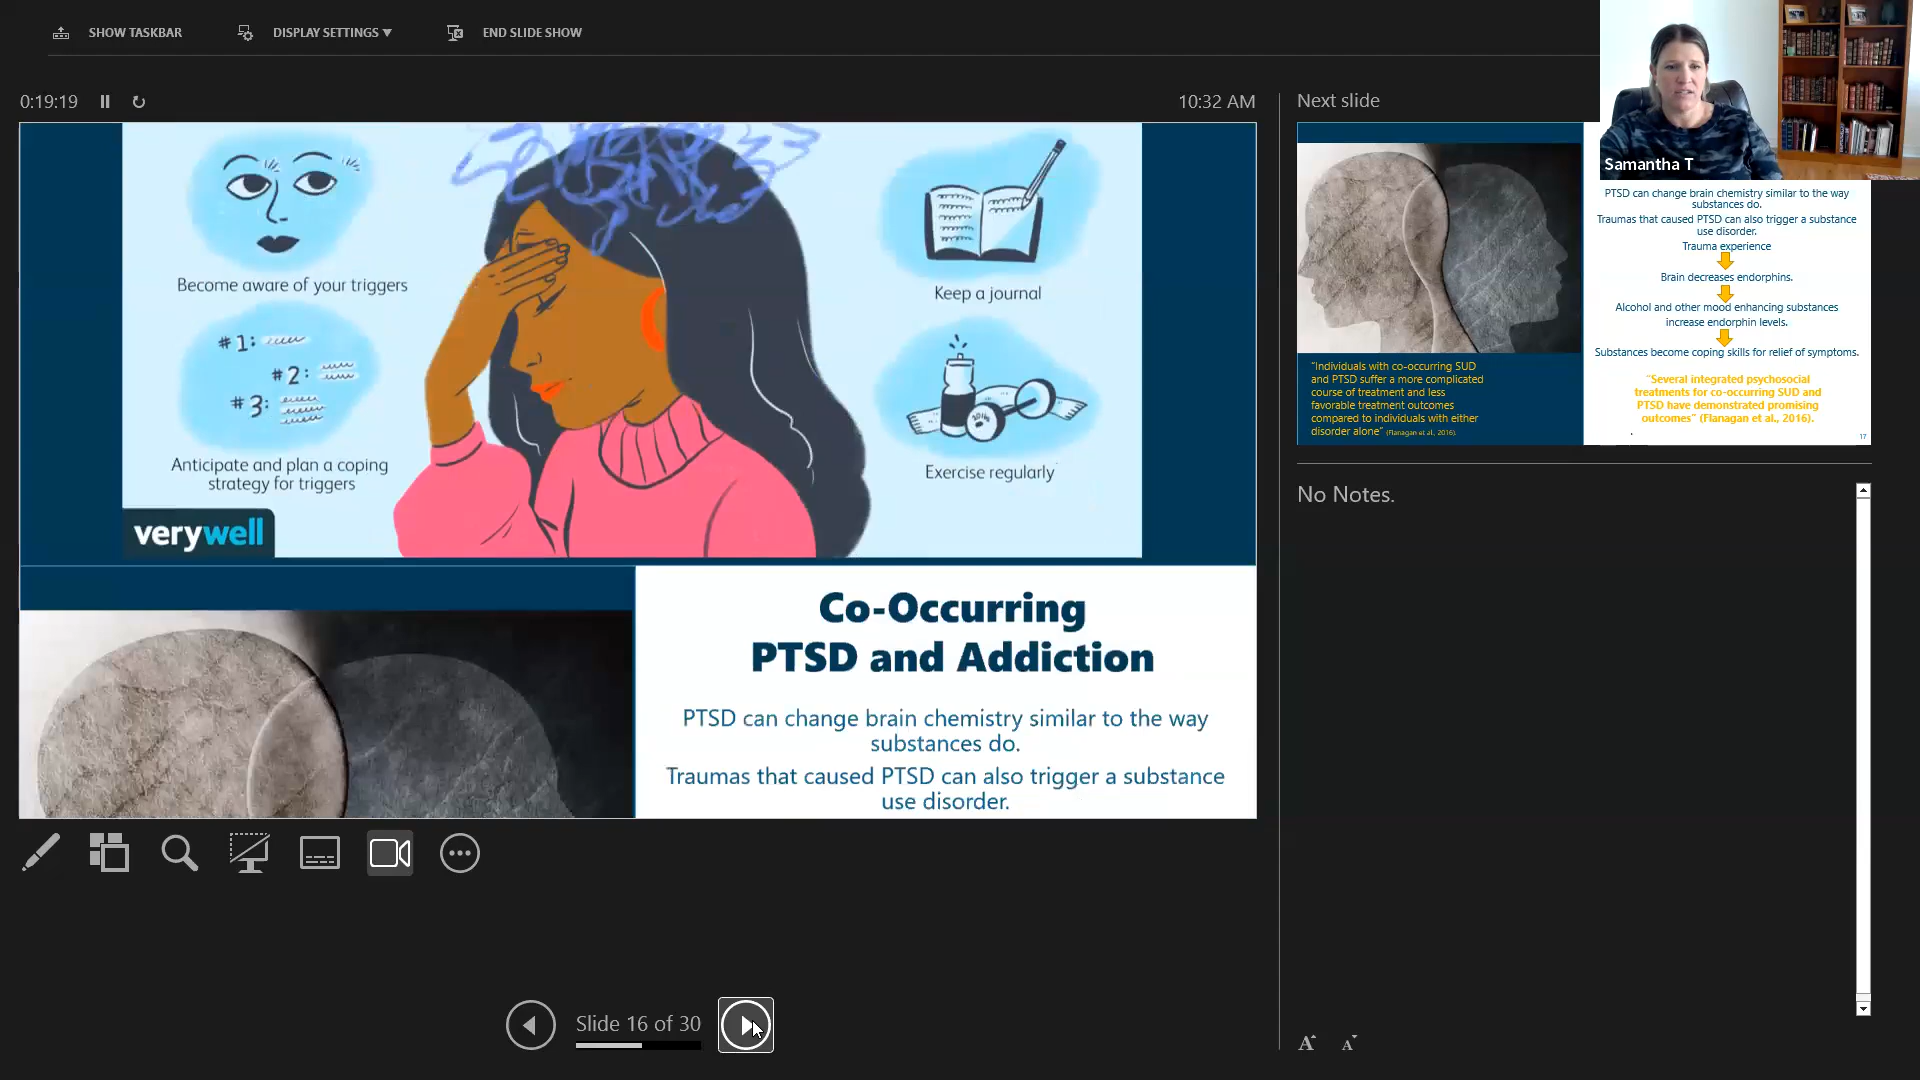 SHOW TASKBAR
DISPLAY SETTINGS ▼
END SLIDE SHOW
0:19:19
10:32 AM
Next slide
Samantha T
Become aware of your triggers
#1:
#2:
#3:
Anticipate and plan a coping
strategy for triggers
Keep a journal
Exercise regularly
verywell
Co-Occurring
PTSD and Addiction
PTSD can change brain chemistry similar to the way
substances do.
Traumas that caused PTSD can also trigger a substance
use disorder.
PTSD can change brain chemistry similar to the way
substances do.
Traumas that caused PTSD can also trigger a substance
use disorder.
Trauma experience
Brain decreases endorphins.
Alcohol and other mood enhancing substances
increase endorphin levels.
Substances become coping skills for relief of symptoms.
"Several integrated psychosocial
treatments for co-occurring SUD and
PTSD have demonstrated promising
outcomes" (Flanagan et al., 2016).
17
"Individuals with co-occurring SUD
and PTSD suffer a more complicated
course of treatment and less
favorable treatment outcomes
compared to individuals with either
disorder alone" (Flanagan et al., 2016).
No Notes.
Slide 16 of 30
A A